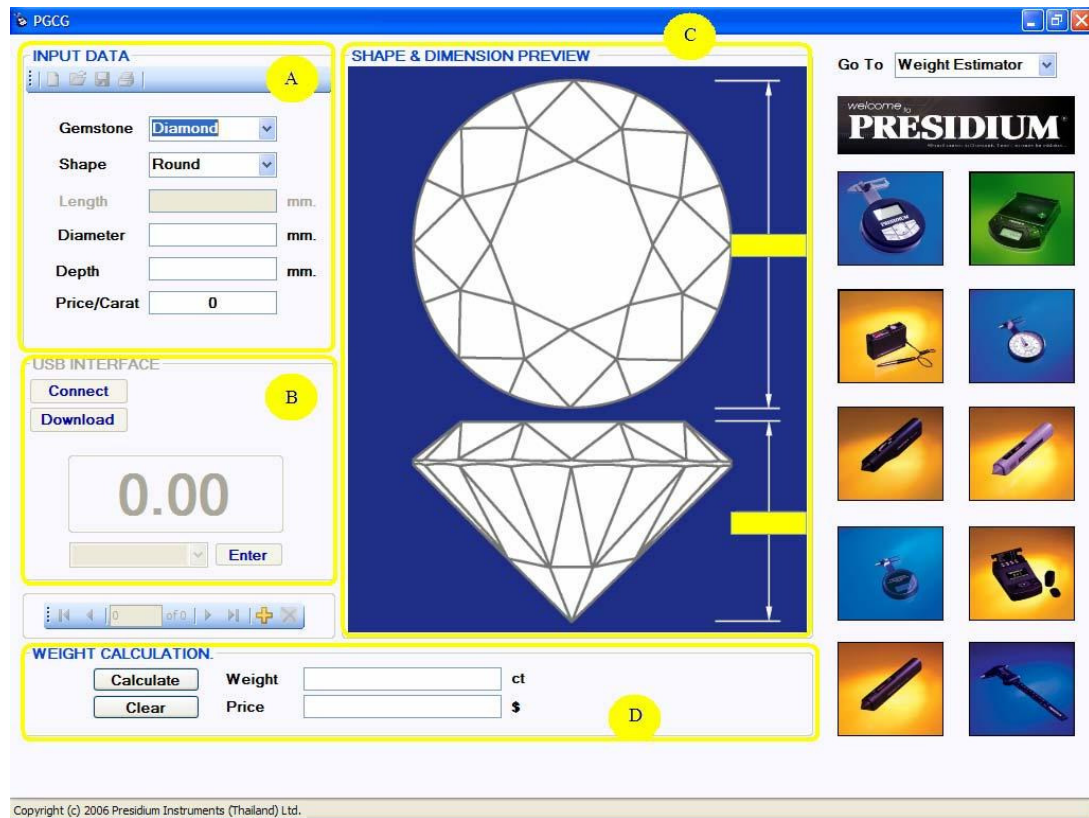 PGCG
INPUT DATA
A
Gemstone Diamond
Shape Round
Length mm.
Diameter mm.
Depth mm.
Price/Carat 0
USB INTERFACE
Connect
B
Download
0.00
Enter
0 of 0
SHAPE & DIMENSION PREVIEW
C
WEIGHT CALCULATION.
Calculate Weight ct
Clear Price $
D
Go To Weight Estimator
welcome to
PRESIDIUM
PRESIDIUM
Copyright (c) 2006 Presidium Instruments (Thailand) Ltd.